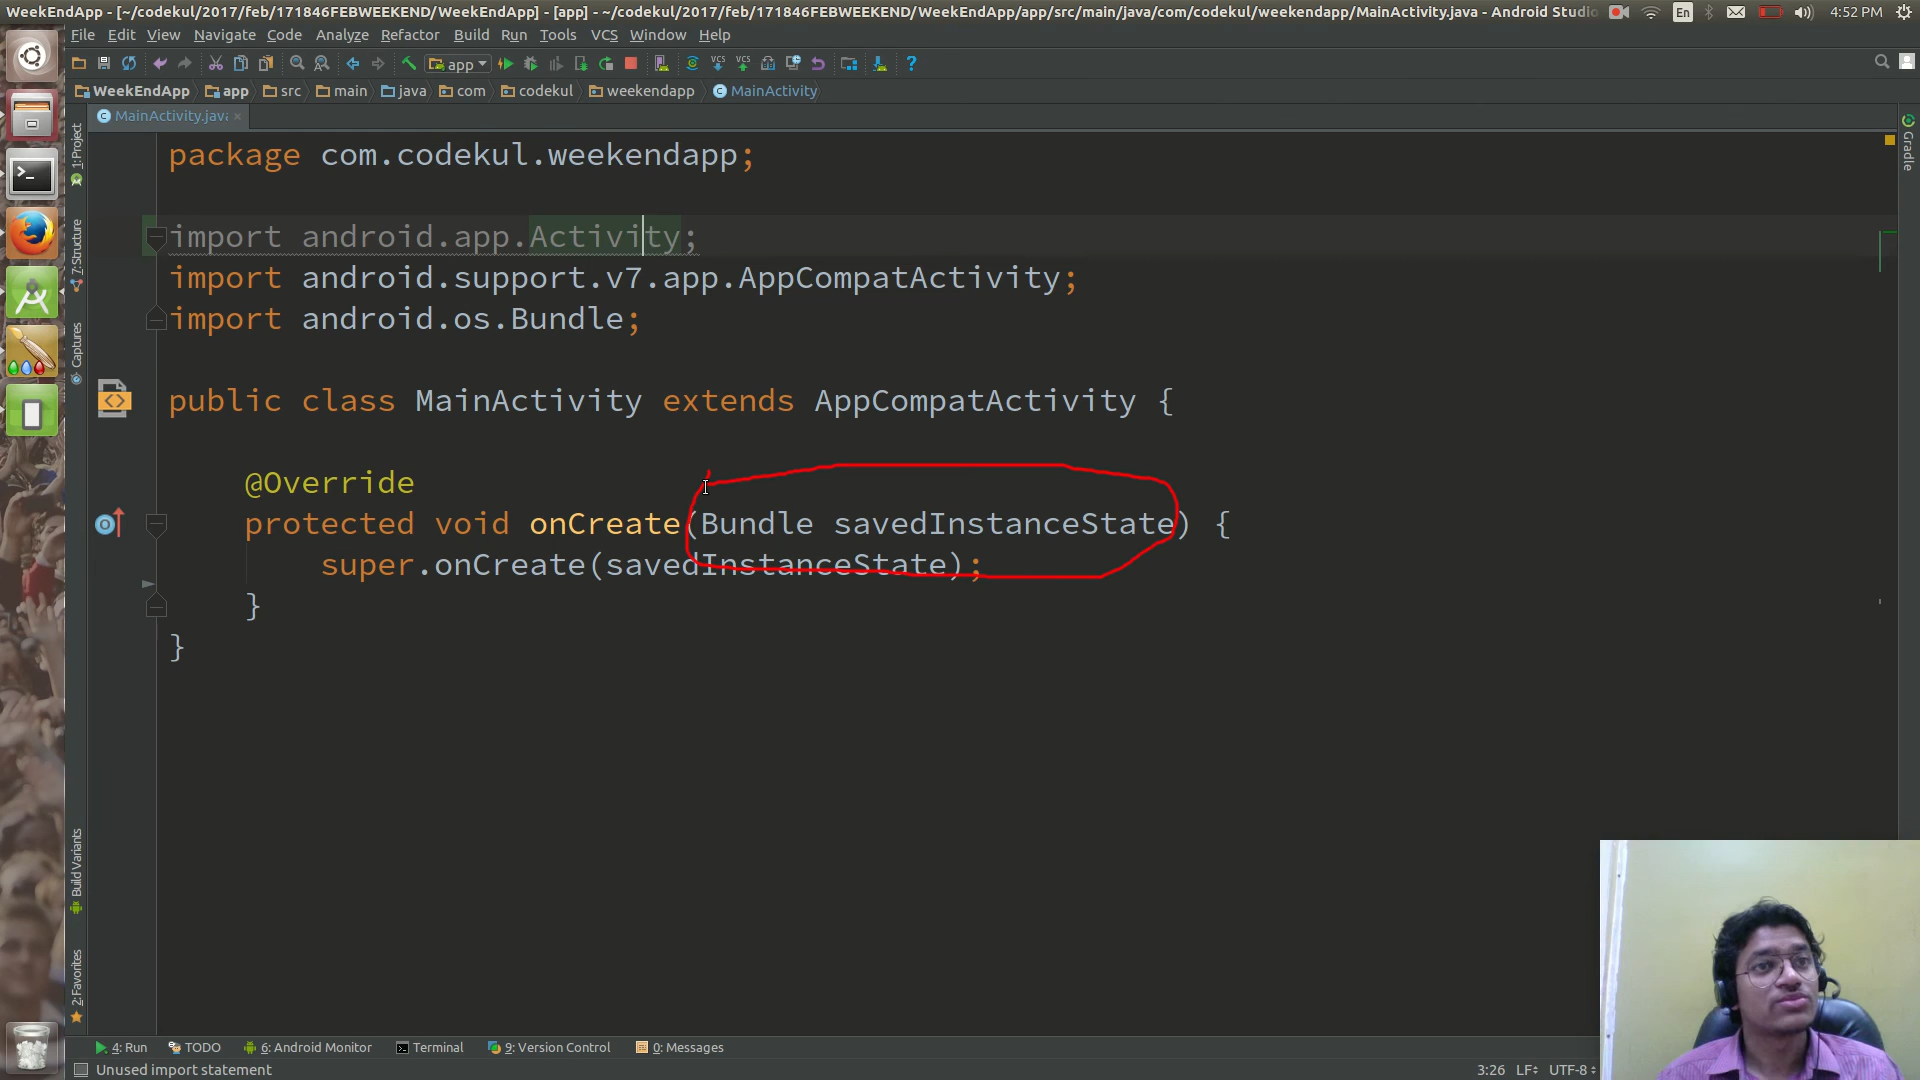 WeekEndApp - [~/codekul/2017/feb/171846FEBWEEKEND/WeekEndApp] - [app] - ~/codekul/2017/feb/171846FEBWEEKEND/WeekEndApp/app/src/main/java/com/codekul/weekendapp/MainActivity.java - Android Studio
En
4:52 PM
File Edit View Navigate Code Analyze Refactor Build Run Tools VCS Window Help
app
VCS VCS
?
WeekEndApp app src main java com codekul weekendapp MainActivity
MainActivity.java
1: Project
Z: Structure
Captures
Build Variants
2: Favorites
Gradle
package com.codekul.weekendapp;
import android.app.Activity;
import android.support.v7.app.AppCompatActivity;
import android.os.Bundle;
public class MainActivity extends AppCompatActivity {
@Override
protected void onCreate(Bundle savedInstanceState) {
super.onCreate(savedInstanceState);
}
}
4: Run TODO 6: Android Monitor Terminal 9: Version Control 0: Messages
Unused import statement
3:26 LF UTF-8